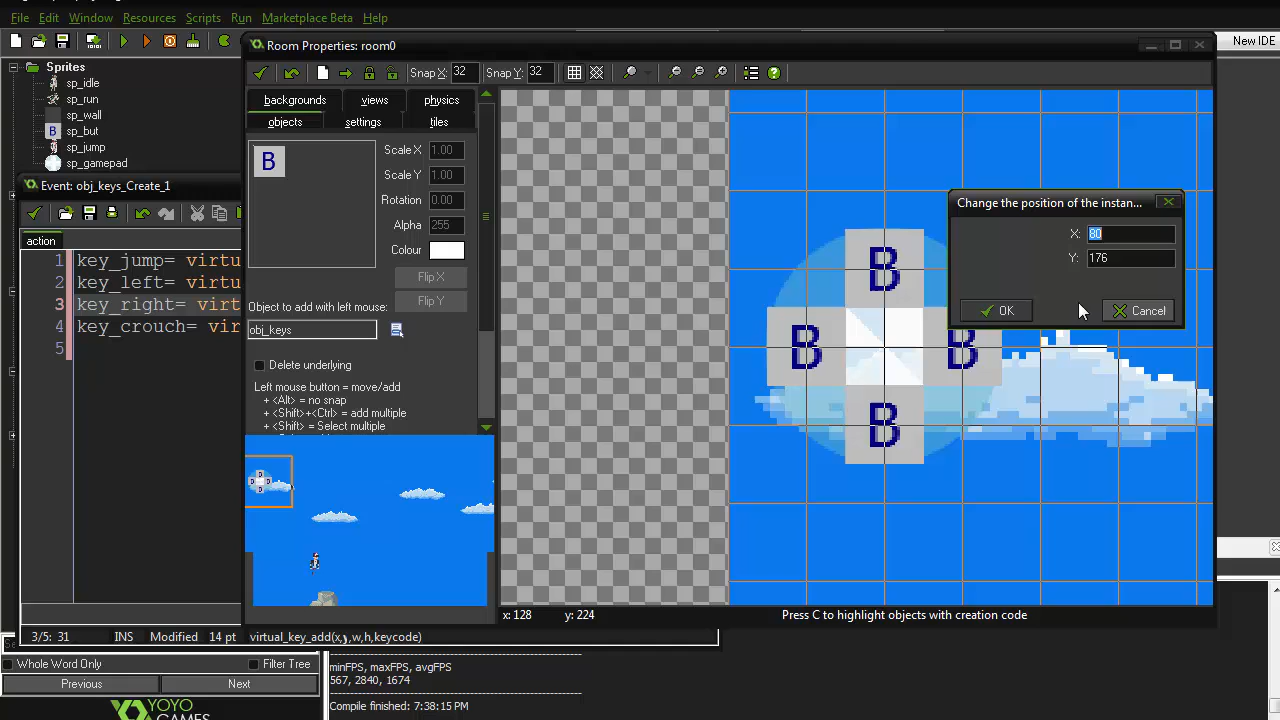 File Edit Window Resources Scripts Run Marketplace Beta Help
New IDE
Sprites
sp_idle
sp_run
sp_wall
B sp_but
sp_jump
sp_gamepad
Event: obj_keys_Create_1
action
1 key_jump= virtu
2 key_left= virtu
3 key_right= virt
4 key_crouch= vir
5
3/5: 31 INS Modified 14 pt virtual_key_add(x,y,w,h,keycode)
Room Properties: room0
Snap X: 32 Snap Y: 32
backgrounds views physics
objects settings tiles
B
Scale X 1.00
Scale Y 1.00
Rotation 0.00
Alpha 255
Colour
Flip X
Flip Y
Object to add with left mouse:
obj_keys
Delete underlying
Left mouse button = move/add
+ <Alt> = no snap
+ <Shift>+<Ctrl> = add multiple
+ <Shift> = Select multiple
B
B B
B
Change the position of the instan...
X: 80
Y: 176
OK Cancel
x: 128 y: 224 Press C to highlight objects with creation code
Whole Word Only Filter Tree
Previous Next
YOYO
GAMES
minFPS, maxFPS, avgFPS
567, 2840, 1674
Compile finished: 7:38:15 PM